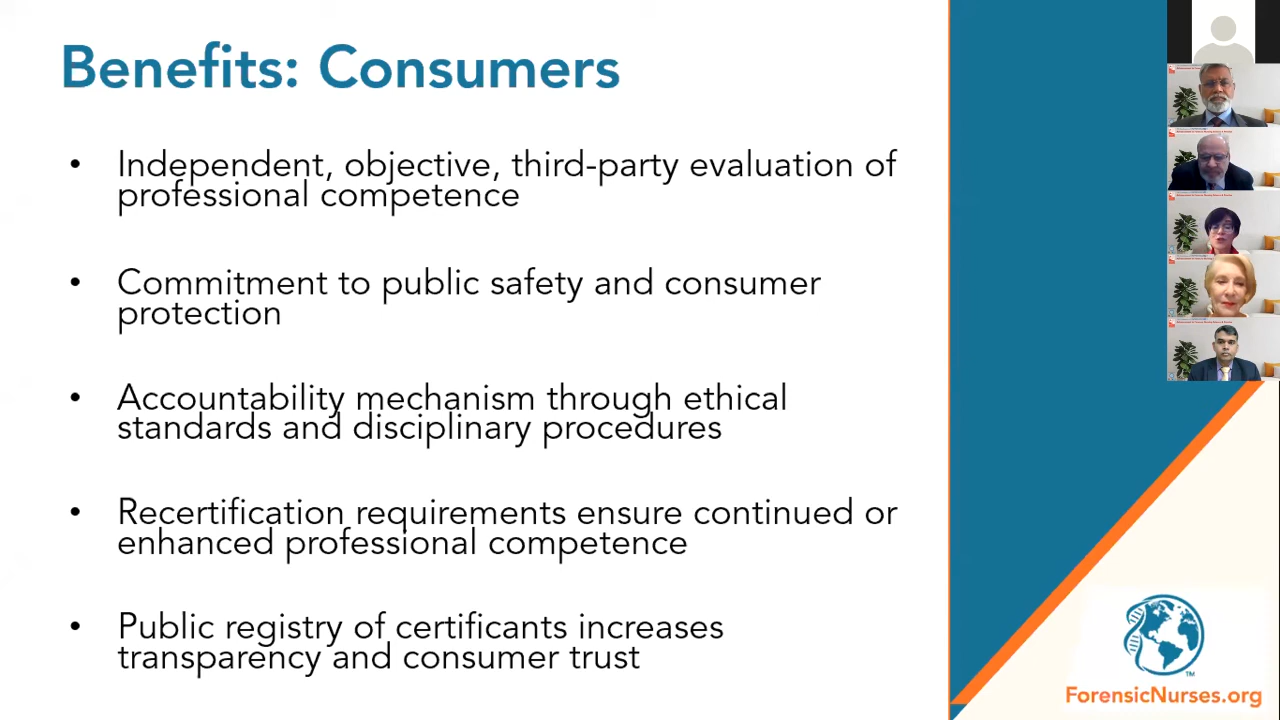 Benefits: Consumers
• Independent, objective, third-party evaluation of
professional competence
• Commitment to public safety and consumer
protection
• Accountability mechanism through ethical
standards and disciplinary procedures
• Recertification requirements ensure continued or
enhanced professional competence
• Public registry of certificants increases
transparency and consumer trust
TM
ForensicNurses.org